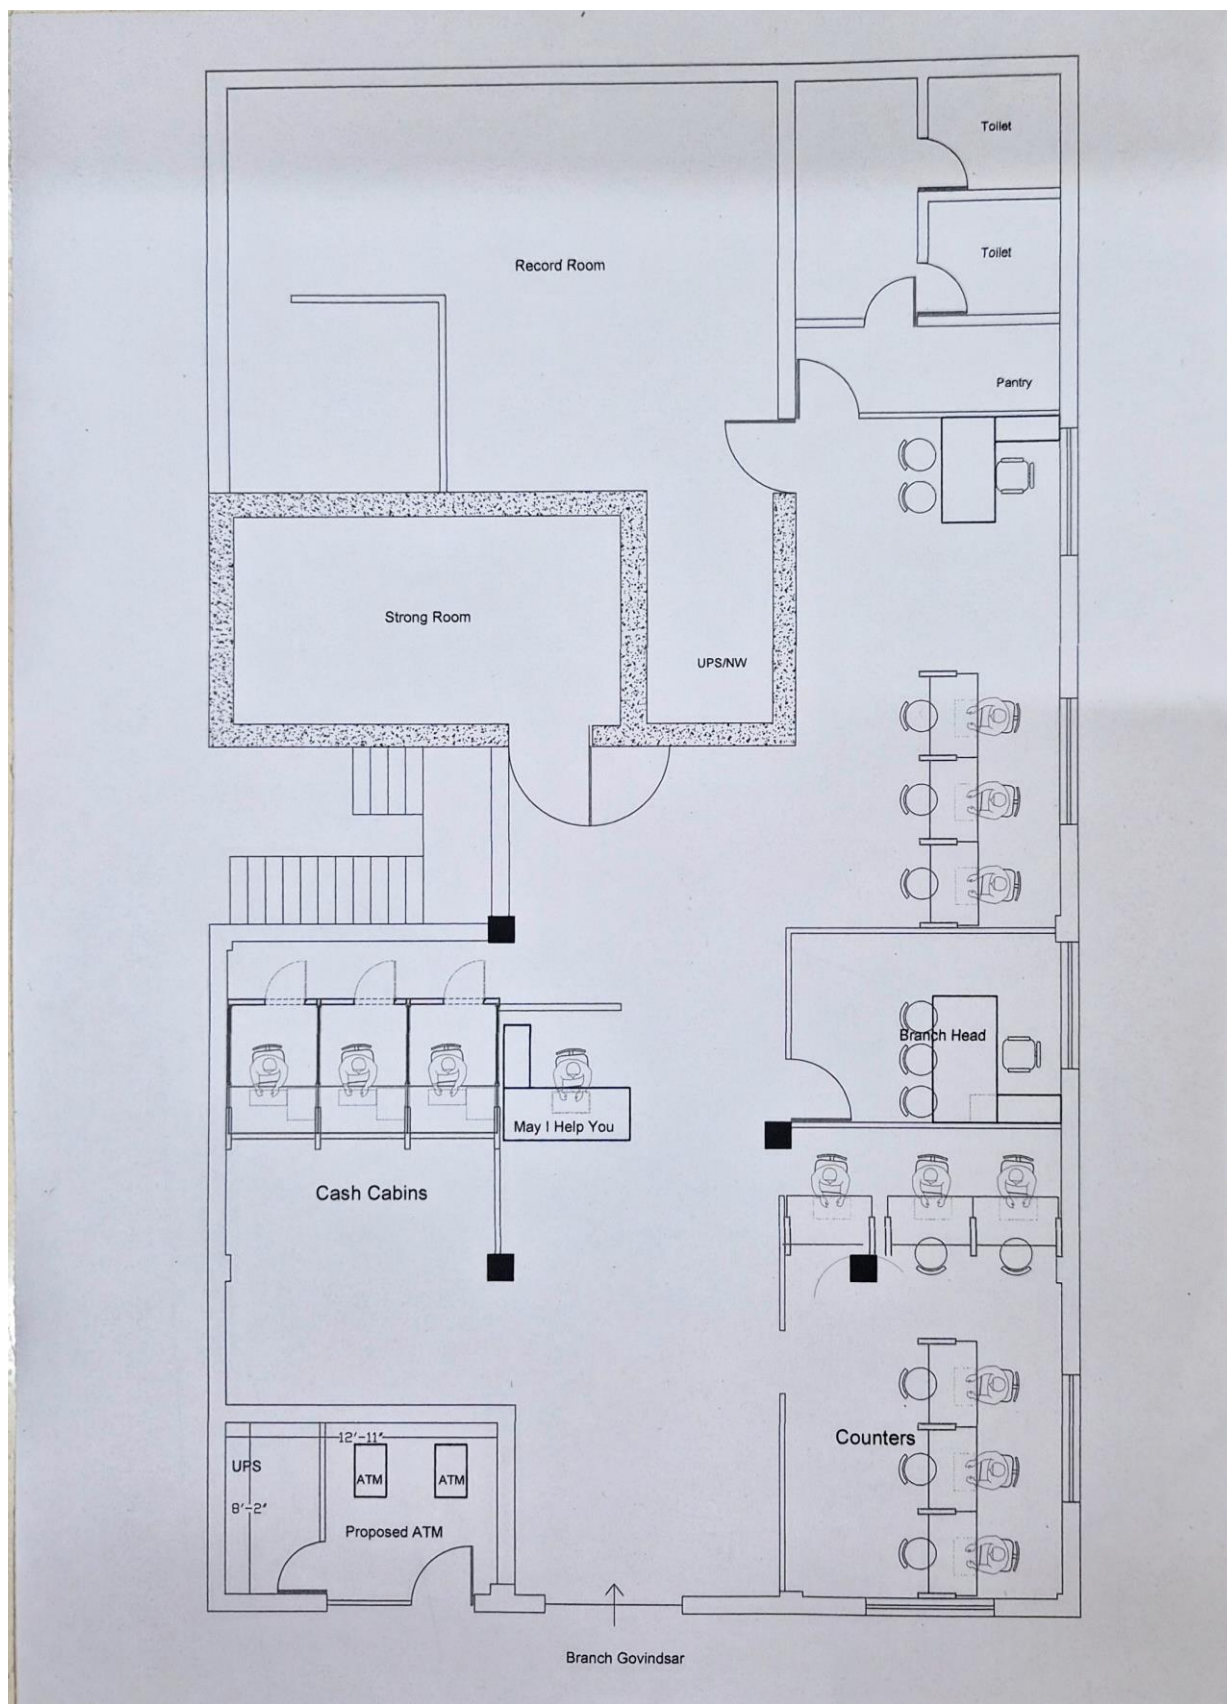 Toilet
Toilet
Record Room
Pantry
Strong Room
UPS/NW
Branch Head
May I Help You
Cash Cabins
Counters
12'-11"
UPS
ATM
ATM
8'-2"
Proposed ATM
Branch Govindsar